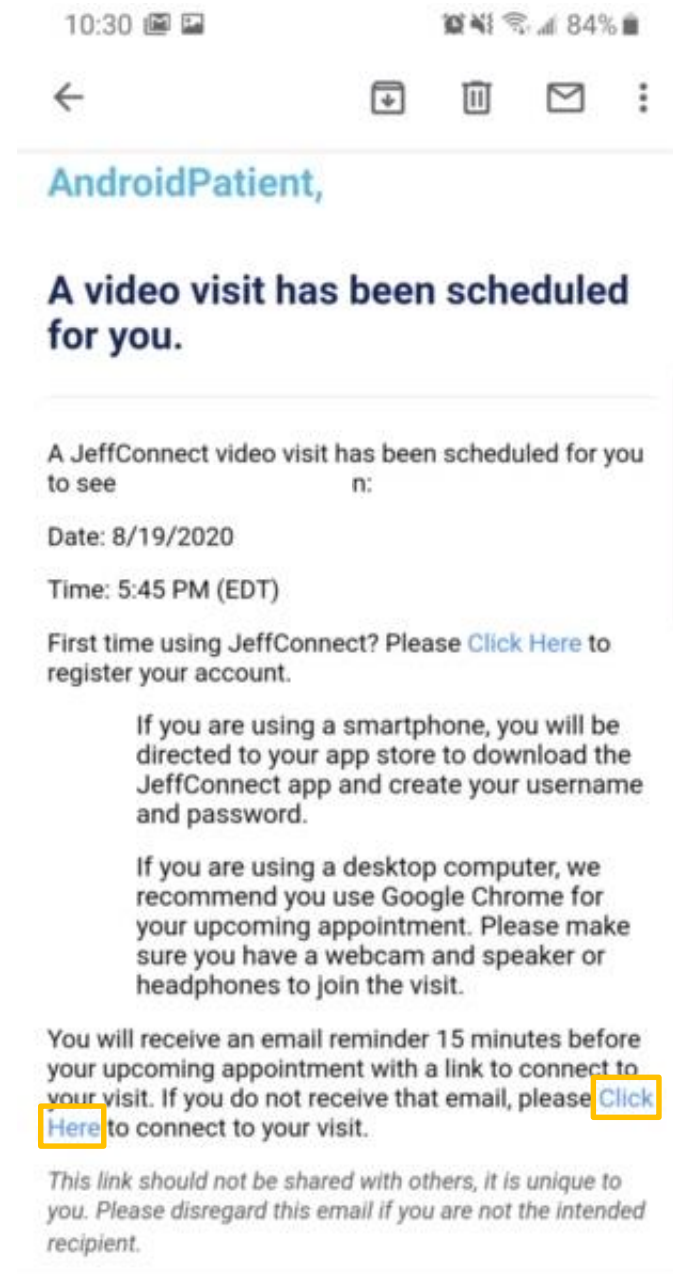 10:30 84%
AndroidPatient,
A video visit has been scheduled
for you.
A JeffConnect video visit has been scheduled for you
to see n:
Date: 8/19/2020
Time: 5:45 PM (EDT)
First time using JeffConnect? Please Click Here to
register your account.
If you are using a smartphone, you will be
directed to your app store to download the
JeffConnect app and create your username
and password.
If you are using a desktop computer, we
recommend you use Google Chrome for
your upcoming appointment. Please make
sure you have a webcam and speaker or
headphones to join the visit.
You will receive an email reminder 15 minutes before
your upcoming appointment with a link to connect to
your visit. If you do not receive that email, please Click
Here to connect to your visit.
This link should not be shared with others, it is unique to
you. Please disregard this email if you are not the intended
recipient.